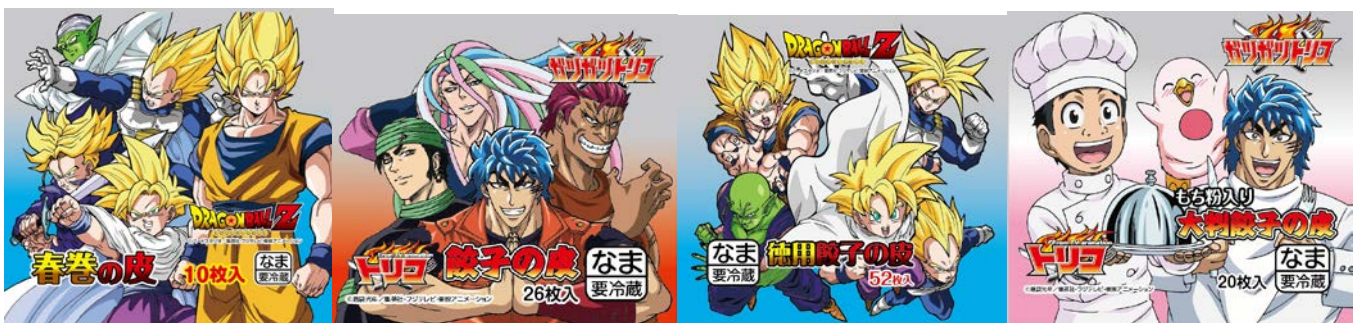 DRAGONBALL Z
春巻の皮
10枚入
なま
要冷蔵
ガツガツトリコ
トリコ
餃子の皮
26枚入
なま
要冷蔵
DRAGONBALL Z
なま
要冷蔵
徳用餃子の皮
52枚入
ガツガツトリコ
もち粉入り
大判餃子の皮
トリコ
20枚入
なま
要冷蔵